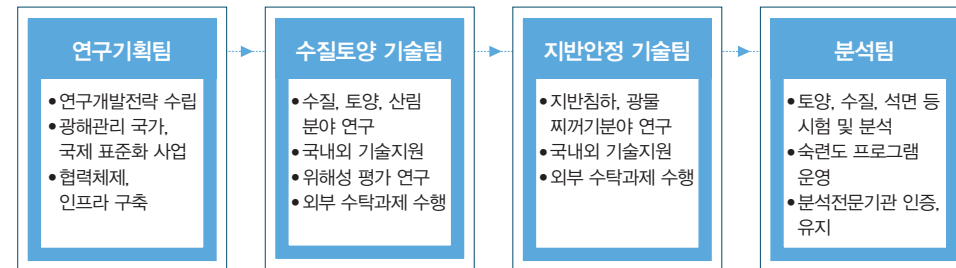 연구기획팀
•연구개발전략 수립
•광해관리 국가,
국제 표준화 사업
•협력체제,
인프라 구축
수질토양 기술팀
•수질, 토양, 산림
분야 연구
•국내외 기술지원
•위해성 평가 연구
•외부 수탁과제 수행
지반안정 기술팀
•지반침하, 광물
찌꺼기분야 연구
•국내외 기술지원
•외부 수탁과제 수행
분석팀
•토양, 수질, 석면 등
시험 및 분석
•숙련도 프로그램
운영
•분석전문기관 인증,
유지